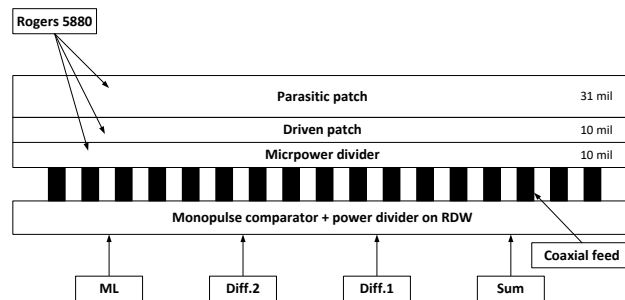 Rogers 5880
Parasitic patch 31 mil
Driven patch 10 mil
Micrpower divider 10 mil
Monopulse comparator + power divider on RDW
Coaxial feed
ML Diff.2 Diff.1 Sum